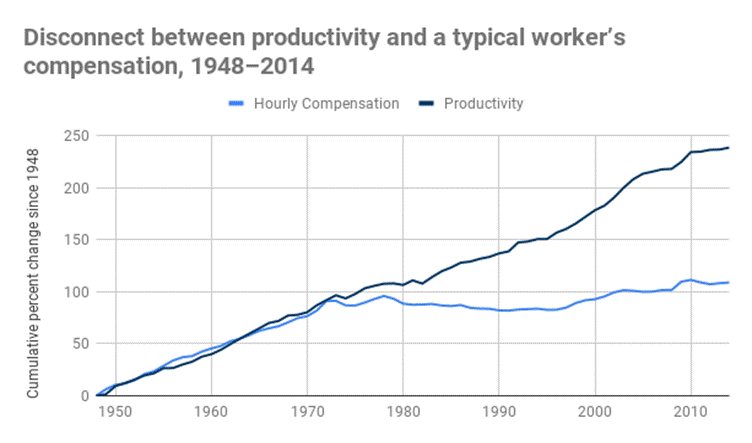 Disconnect between productivity and a typical worker’s
compensation, 1948–2014
Hourly Compensation
Productivity
Cumulative percent change since 1948
250
200
150
100
50
0
1950
1960
1970
1980
1990
2000
2010